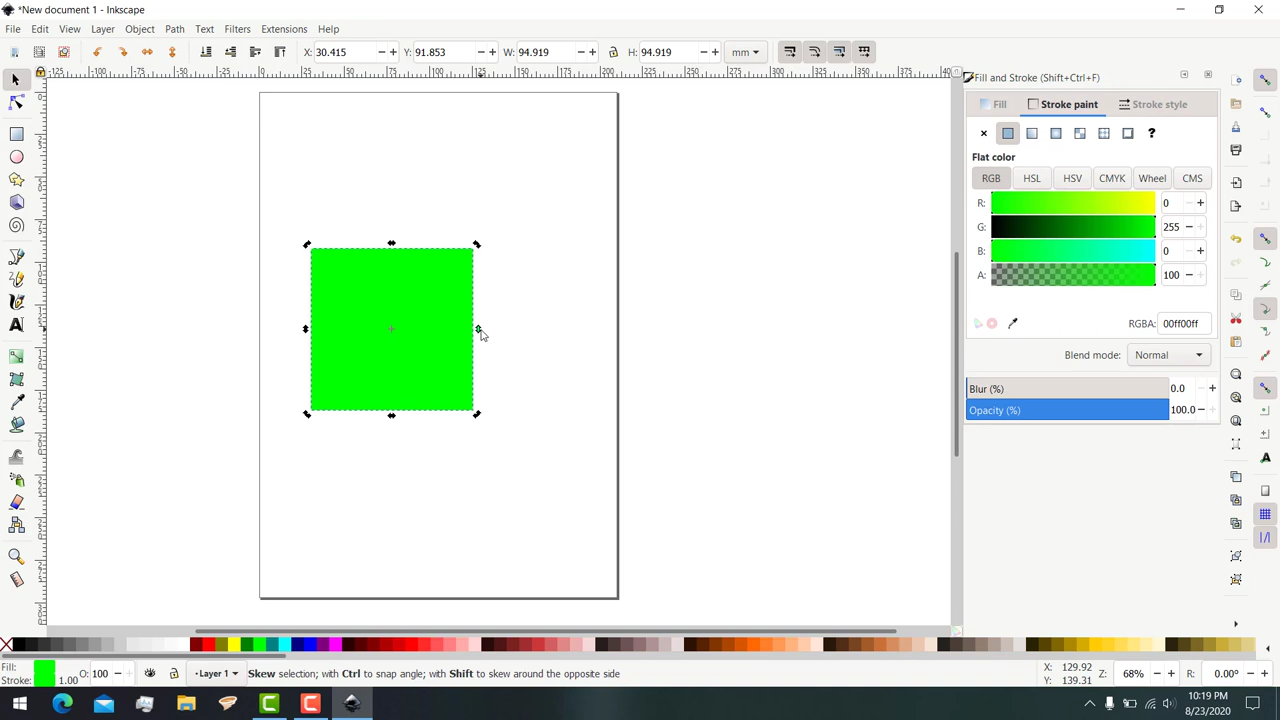 *New document 1 - Inkscape
File Edit View Layer Object Path Text Filters Extensions Help
X: 30.415 Y: 91.853 W: 94.919 H: 94.919 mm
Fill and Stroke (Shift+Ctrl+F)
Fill Stroke paint Stroke style
?
Flat color
RGB HSL HSV CMYK Wheel CMS
R: 0
G: 255
B: 0
A: 100
RGBA: 00ff00ff
Blend mode: Normal
Blur (%) 0.0
Opacity (%) 100.0
Fill:
Stroke: 1.00 O: 100 Layer 1 Skew selection; with Ctrl to snap angle; with Shift to skew around the opposite side
X: 129.92
Y: 139.31
Z: 68% R: 0.00°
10:19 PM
8/23/2020